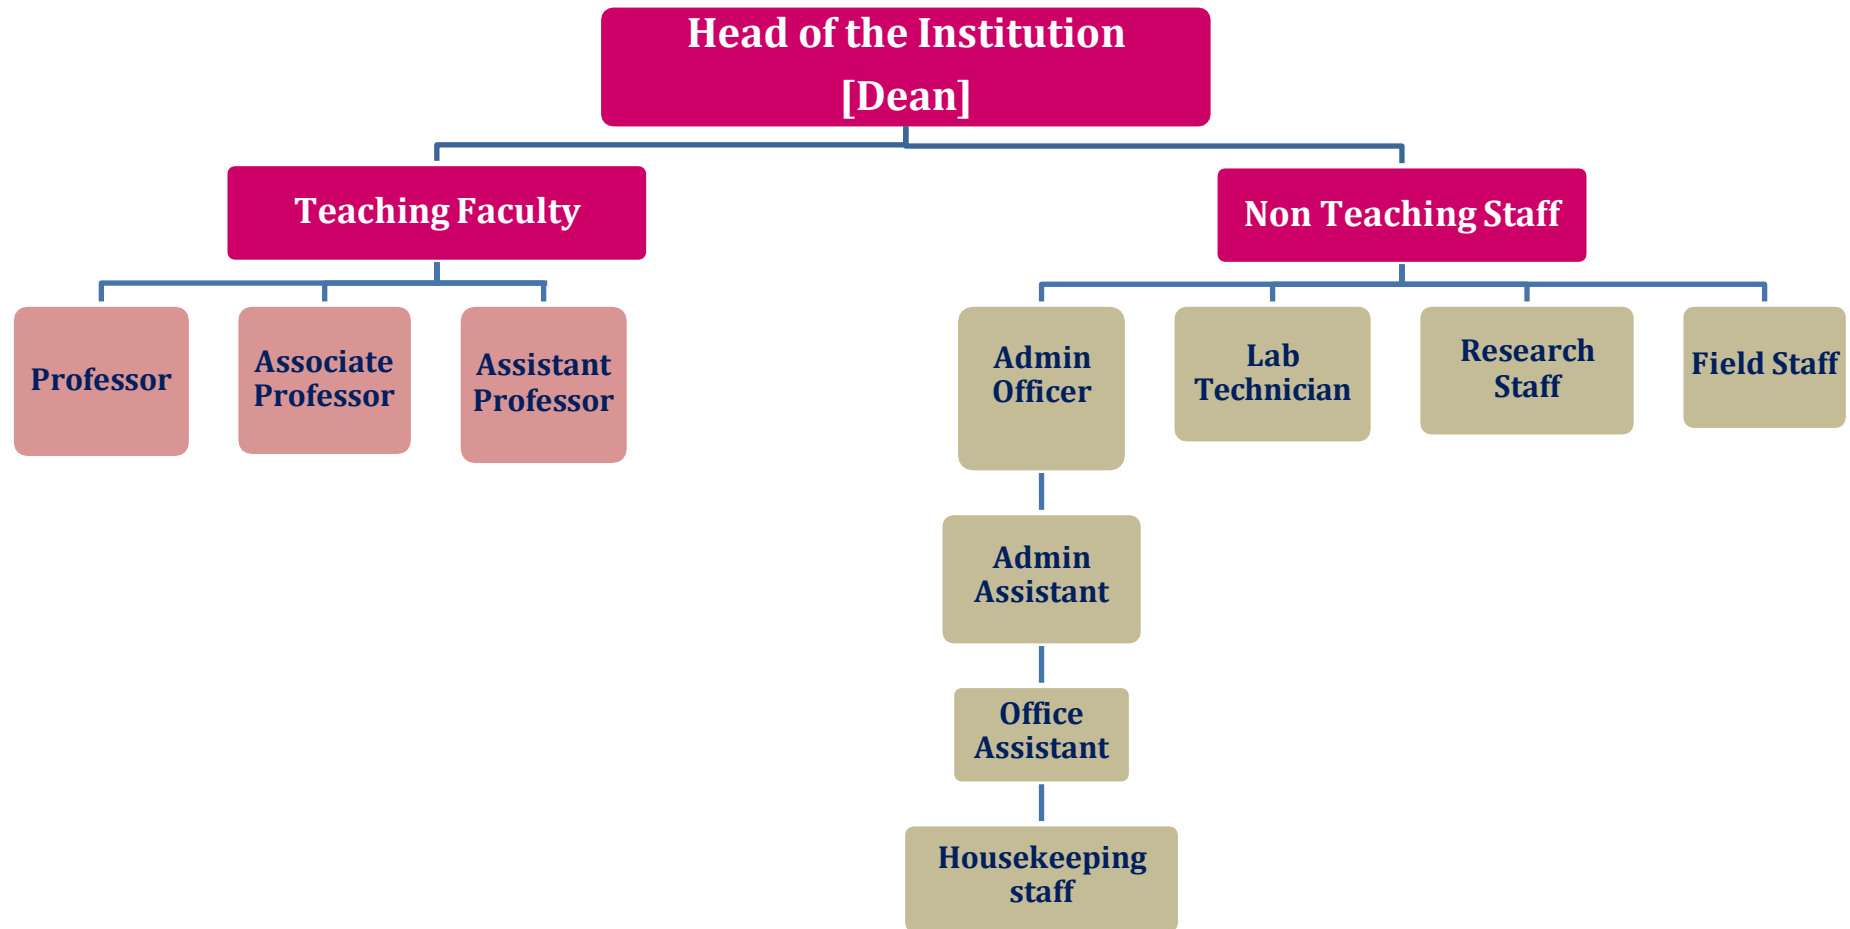 Head of the Institution
[Dean]
Teaching Faculty
Non Teaching Staff
Professor
Associate
Professor
Assistant
Professor
Admin
Officer
Lab
Technician
Research
Staff
Field Staff
Admin
Assistant
Office
Assistant
Housekeeping
staff